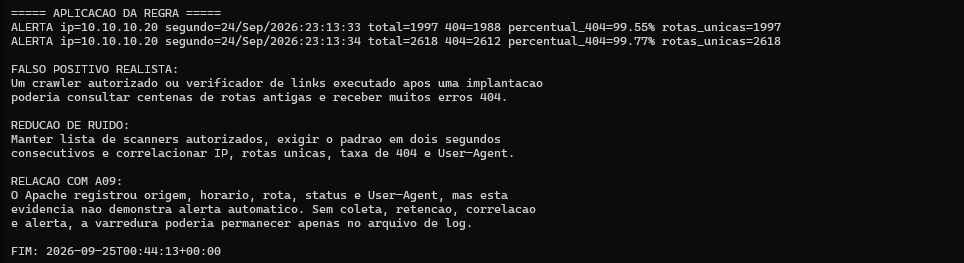 ===== APLICACAO DA REGRA =====
ALERTA ip=10.10.10.20 segundo=24/Sep/2026:23:13:33 total=1997 404=1988 percentual_404=99.55% rotas_unicas=1997
ALERTA ip=10.10.10.20 segundo=24/Sep/2026:23:13:34 total=2618 404=2612 percentual_404=99.77% rotas_unicas=2618
FALSO POSITIVO REALISTA:
Um crawler autorizado ou verificador de links executado apos uma implantacao
poderia consultar centenas de rotas antigas e receber muitos erros 404.
REDUCAO DE RUIDO:
Manter lista de scanners autorizados, exigir o padrao em dois segundos
consecutivos e correlacionar IP, rotas unicas, taxa de 404 e User-Agent.
RELACAO COM A09:
O Apache registrou origem, horario, rota, status e User-Agent, mas esta
evidencia nao demonstra alerta automatico. Sem coleta, retencao, correlacao
e alerta, a varredura poderia permanecer apenas no arquivo de log.
FIM: 2026-09-25T00:44:13+00:00